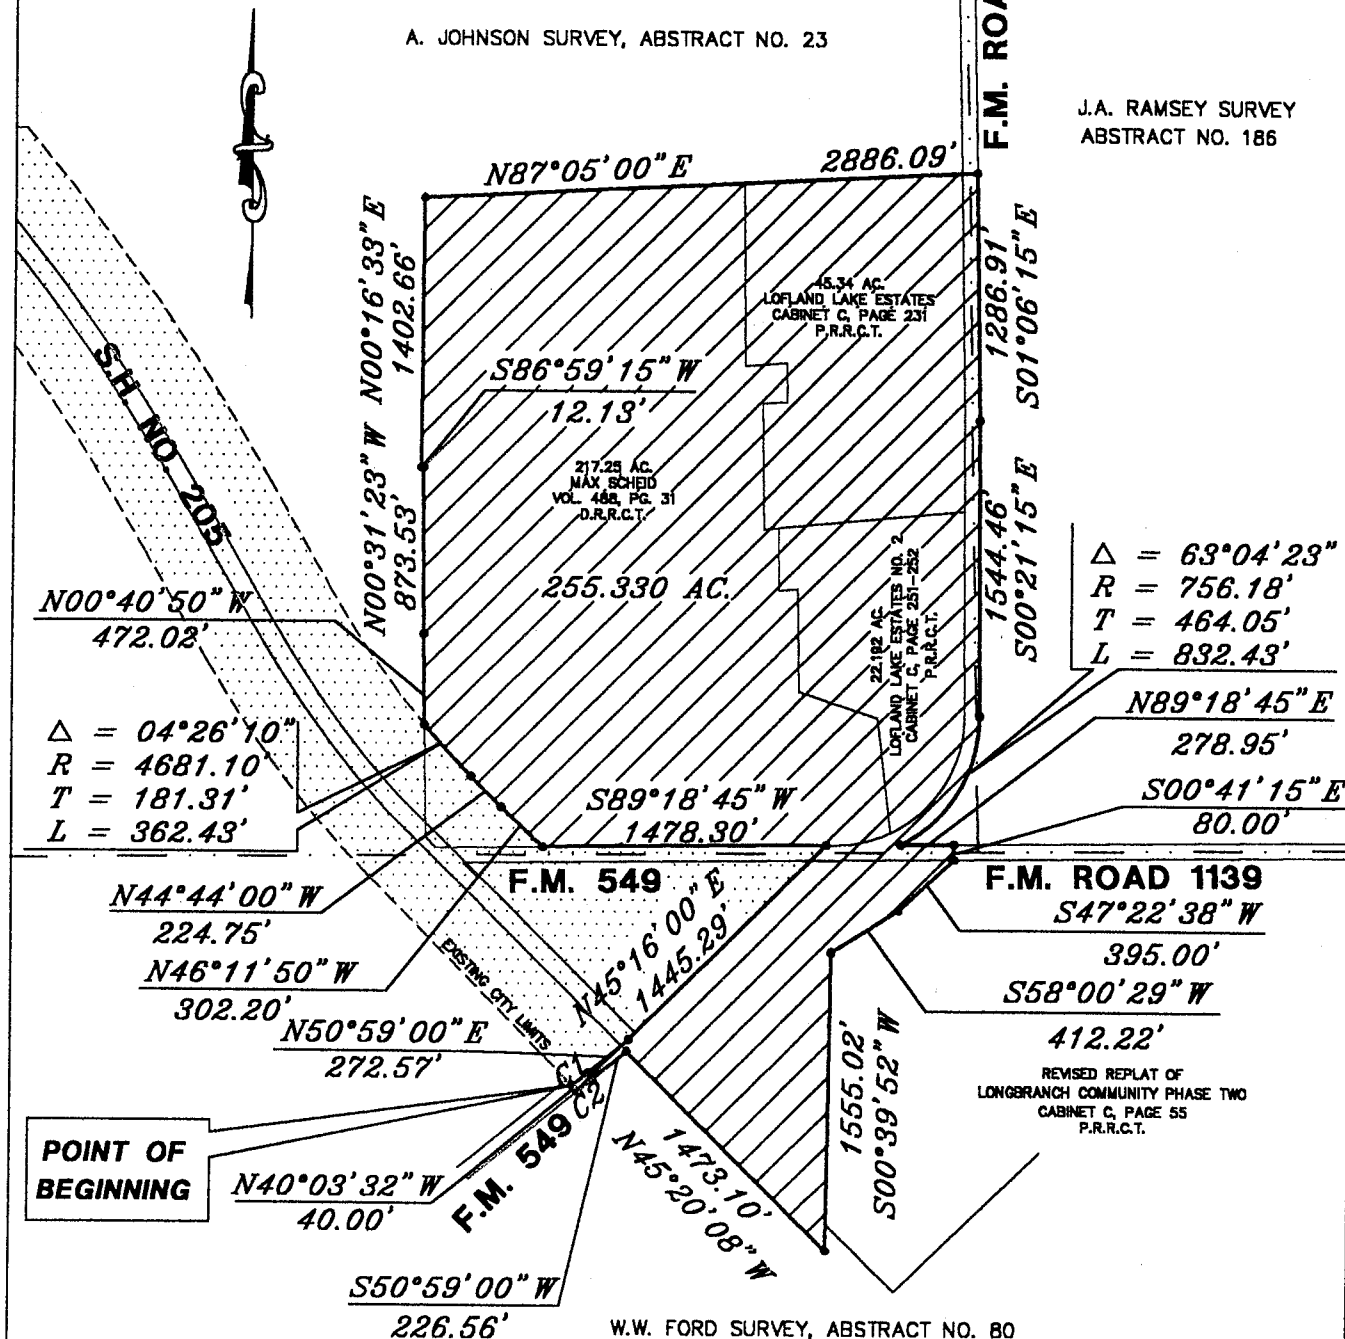 A. JOHNSON SURVEY, ABSTRACT NO. 23
F.M. ROA
J.A. RAMSEY SURVEY
ABSTRACT NO. 186
N87°05'00"E 2886.09'
N00°16'33"E
1402.66'
1286.91'
S01°06'15"E
45.34 AC.
LOFLAND LAKE ESTATES
CABINET C, PAGE 231
P.R.R.C.T.
S.H. NO. 205
S86°59'15"W
12.13'
N00°31'23"W
873.53'
217.25 AC.
MAX SCHEID
VOL. 488, PG. 31
D.R.R.C.T.
255.330 AC.
1544.46'
S00°21'15"E
22.192 AC.
LOFLAND LAKE ESTATES NO. 2
CABINET C, PAGE 251-252
P.R.R.C.T.
△ = 63°04'23"
R = 756.18'
T = 464.05'
L = 832.43'
N00°40'50"W
472.02'
N89°18'45"E
278.95'
△ = 04°26'10"
R = 4681.10'
T = 181.31'
L = 362.43'
S89°18'45"W
1478.30'
S00°41'15"E
80.00'
F.M. 549
F.M. ROAD 1139
N44°44'00"W
224.75'
S47°22'38"W
395.00'
N46°11'50"W
302.20'
EXISTING CITY LIMITS
N45°16'00"E
1445.29'
S58°00'29"W
412.22'
N50°59'00"E
272.57'
C1
C2
F.M. 549
1555.02'
S00°39'52"W
REVISED REPLAT OF
LONGBRANCH COMMUNITY PHASE TWO
CABINET C, PAGE 55
P.R.R.C.T.
POINT OF
BEGINNING
N40°03'32"W
40.00'
1473.10'
N45°20'08"W
S50°59'00"W
226.56'
W.W. FORD SURVEY, ABSTRACT NO. 80